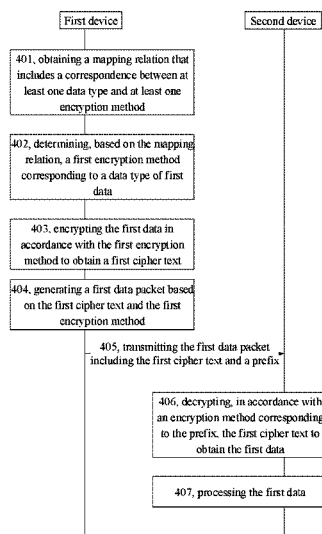 First device
Second device
401, obtaining a mapping relation that
includes a correspondence between at
least one data type and at least one
encryption method
402, determining, based on the mapping
relation, a first encryption method
corresponding to a data type of first
data
403, encrypting the first data in
accordance with the first encryption
method to obtain a first cipher text
404, generating a first data packet based
on the first cipher text and the first
encryption method
405, transmitting the first data packet
including the first cipher text and a prefix
406, decrypting, in accordance with
an encryption method corresponding
to the prefix, the first cipher text to
obtain the first data
407, processing the first data